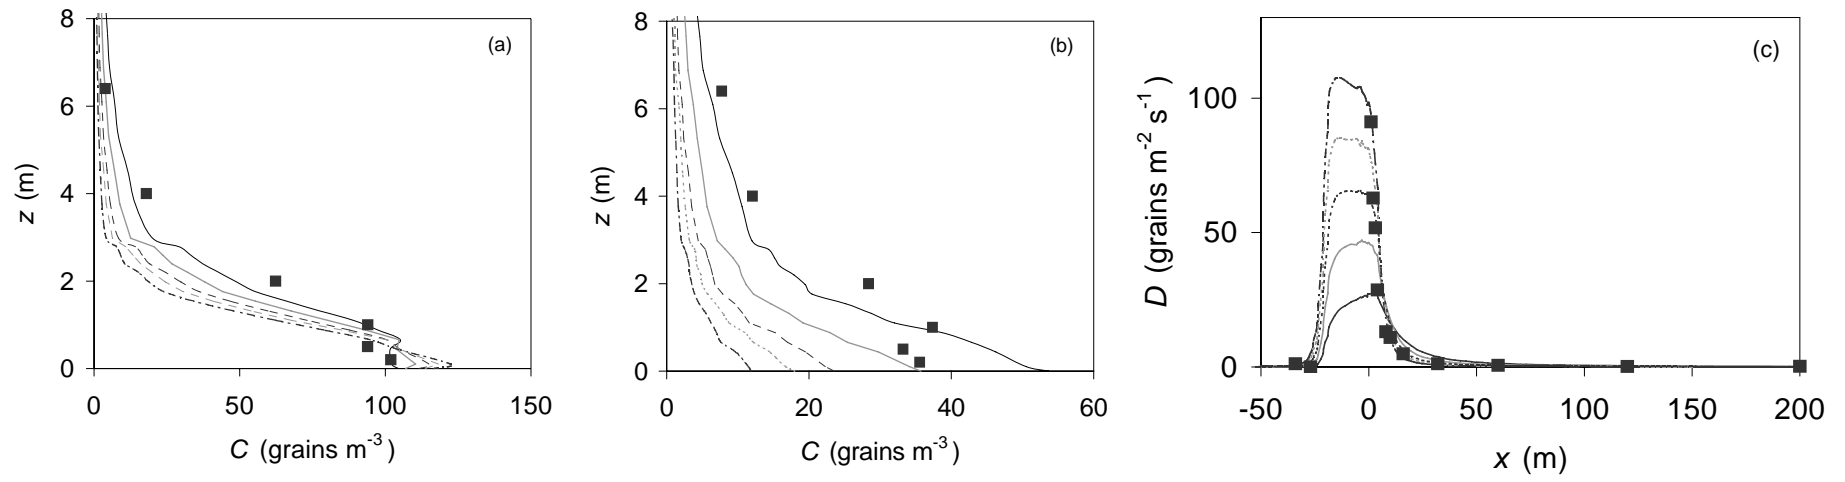 (a)
8
6
4
2
0
z (m)
0 50 100 150
C (grains m⁻³)
(b)
8
6
4
2
0
z (m)
0 20 40 60
C (grains m⁻³)
(c)
100
50
0
D (grains m⁻² s⁻¹)
-50 0 50 100 150 200
x (m)